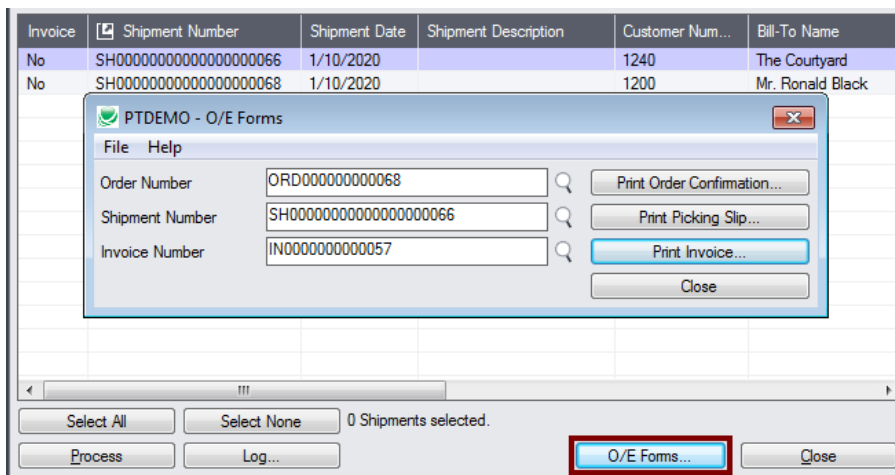 Invoice Shipment Number Shipment Date Shipment Description Customer Num... Bill-To Name
No SH00000000000000000066 1/10/2020 1240 The Courtyard
No SH00000000000000000068 1/10/2020 1200 Mr. Ronald Black
PTDEMO - O/E Forms
File Help
Order Number ORD000000000068 Print Order Confirmation...
Shipment Number SH00000000000000000066 Print Picking Slip...
Invoice Number IN0000000000057 Print Invoice...
Close
Select All Select None 0 Shipments selected.
Process Log... O/E Forms... Close